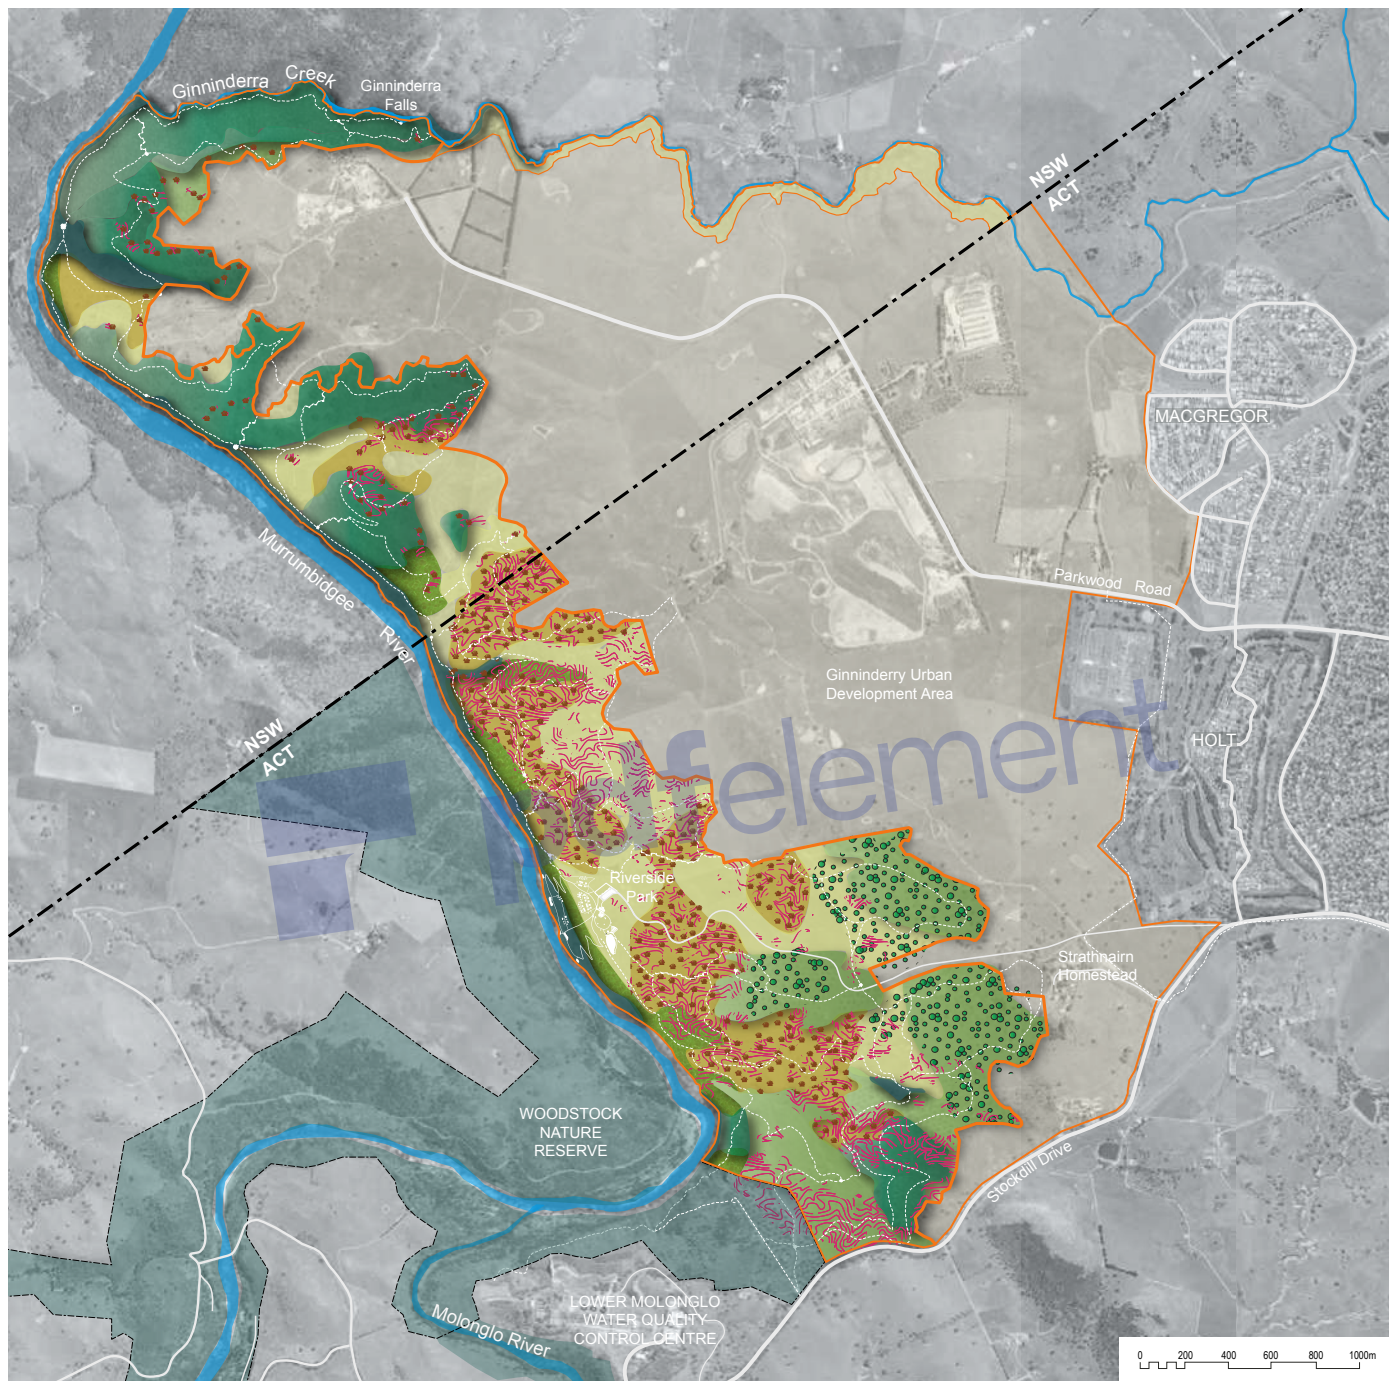 Ginninderra Creek
Ginninderra
Falls
NSW
ACT
MACGREGOR
Parkwood Road
Murrumbidgee
River
Ginninderry Urban
Development Area
NSW
ACT
HOLT
element
Riverside
Park
Strathnairn
Homestead
WOODSTOCK
NATURE
RESERVE
Stockdill Drive
LOWER MOLONGLO
WATER QUALITY
CONTROL CENTRE
Molonglo River
0 200 400 600 800 1000m